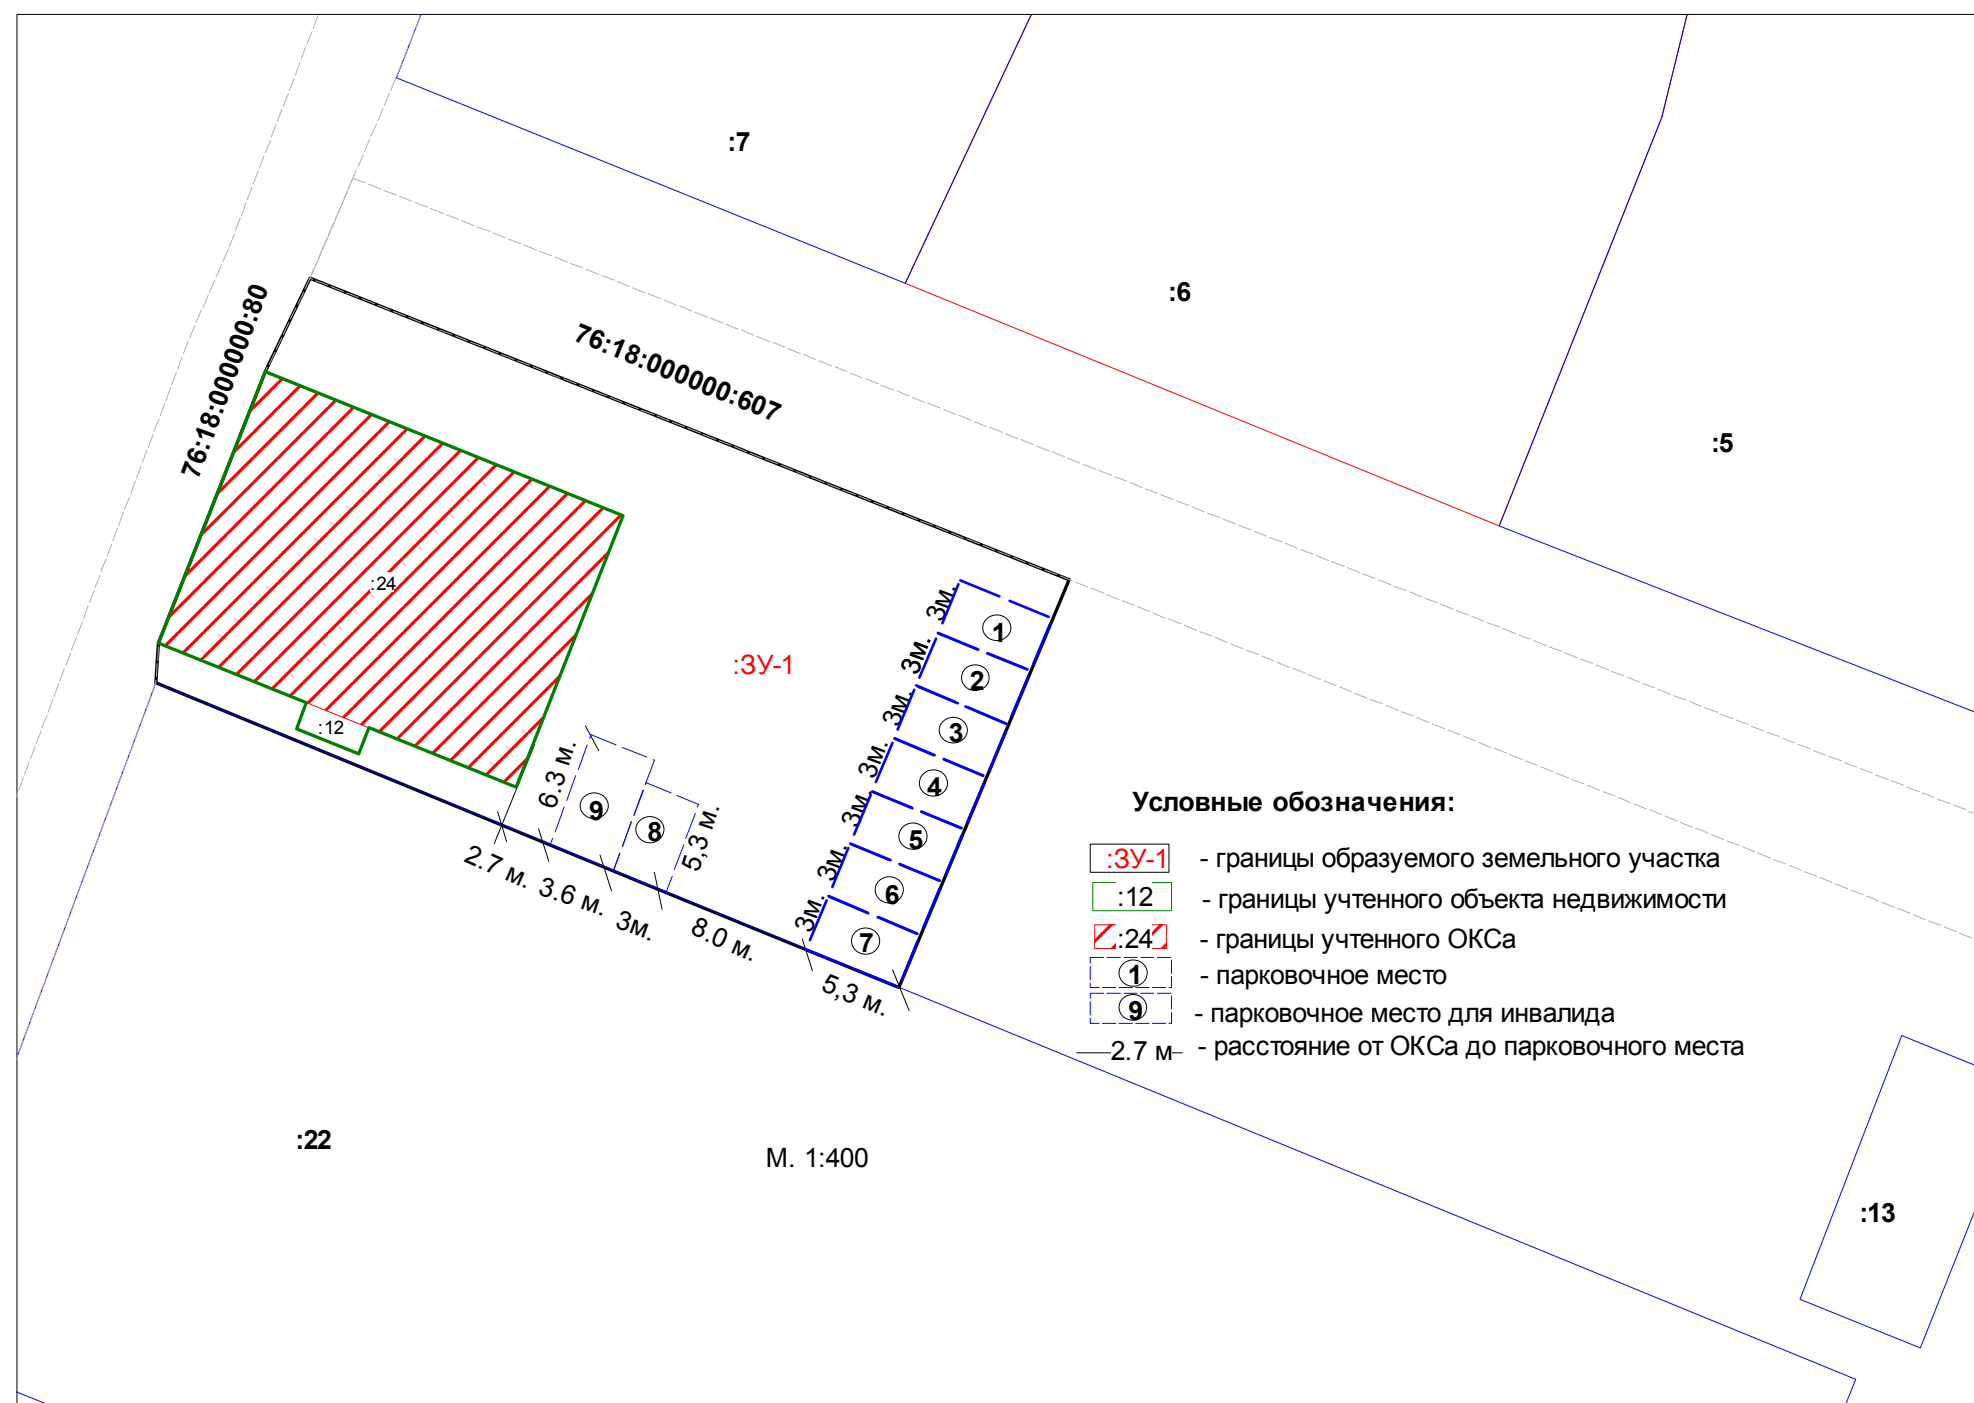 :7
:6
:5
76:18:000000:80
76:18:000000:607
:24
:12
:ЗУ-1
3м.
3м.
3м.
3м.
3м.
3м.
3м.
1
2
3
4
5
6
7
6.3 м.
9
8
5,3 м.
2.7 м.
3.6 м.
3м.
8.0 м.
5,3 м.
Условные обозначения:
:ЗУ-1 - границы образуемого земельного участка
:12 - границы учтенного объекта недвижимости
:24 - границы учтенного ОКСа
1 - парковочное место
9 - парковочное место для инвалида
2.7 м - расстояние от ОКСа до парковочного места
:22
М. 1:400
:13